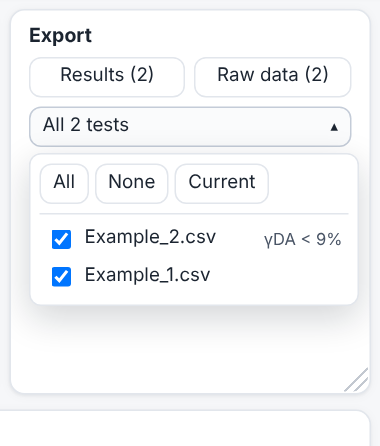 Export
Results (2) Raw data (2)
All 2 tests ▲
All None Current
Example_2.csv γDA < 9%
Example_1.csv